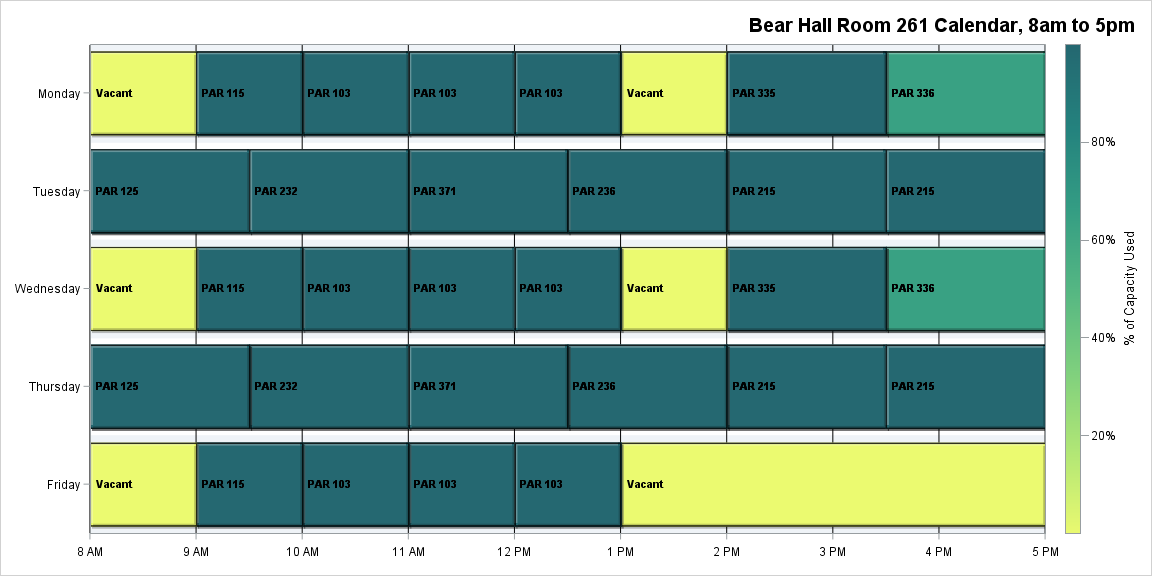 Bear Hall Room 261 Calendar, 8am to 5pm
Monday
Vacant
PAR 115
PAR 103
PAR 103
PAR 103
Vacant
PAR 335
PAR 336
Tuesday
PAR 125
PAR 232
PAR 371
PAR 236
PAR 215
PAR 215
Wednesday
Vacant
PAR 115
PAR 103
PAR 103
PAR 103
Vacant
PAR 335
PAR 336
Thursday
PAR 125
PAR 232
PAR 371
PAR 236
PAR 215
PAR 215
Friday
Vacant
PAR 115
PAR 103
PAR 103
PAR 103
Vacant
8 AM
9 AM
10 AM
11 AM
12 PM
1 PM
2 PM
3 PM
4 PM
5 PM
80%
60%
40%
20%
% of Capacity Used